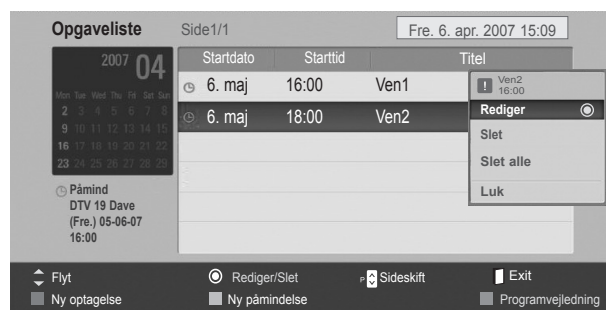 Opgaveliste Side1/1 Fre. 6. apr. 2007 15:09
2007 04
Mon Tue Wed Thu Fri Sat Sun
2 3 4 5 6 7 8
9 10 11 12 13 14 15
16 17 18 19 20 21 22
23 24 25 26 27 28 29
Påmind
DTV 19 Dave
(Fre.) 05-06-07
16:00
Startdato Starttid Titel
6. maj 16:00 Ven1
6. maj 18:00 Ven2
Ven2
16:00
Rediger
Slet
Slet alle
Luk
Flyt Rediger/Slet P Sideskift Exit
Ny optagelse Ny påmindelse Programvejledning